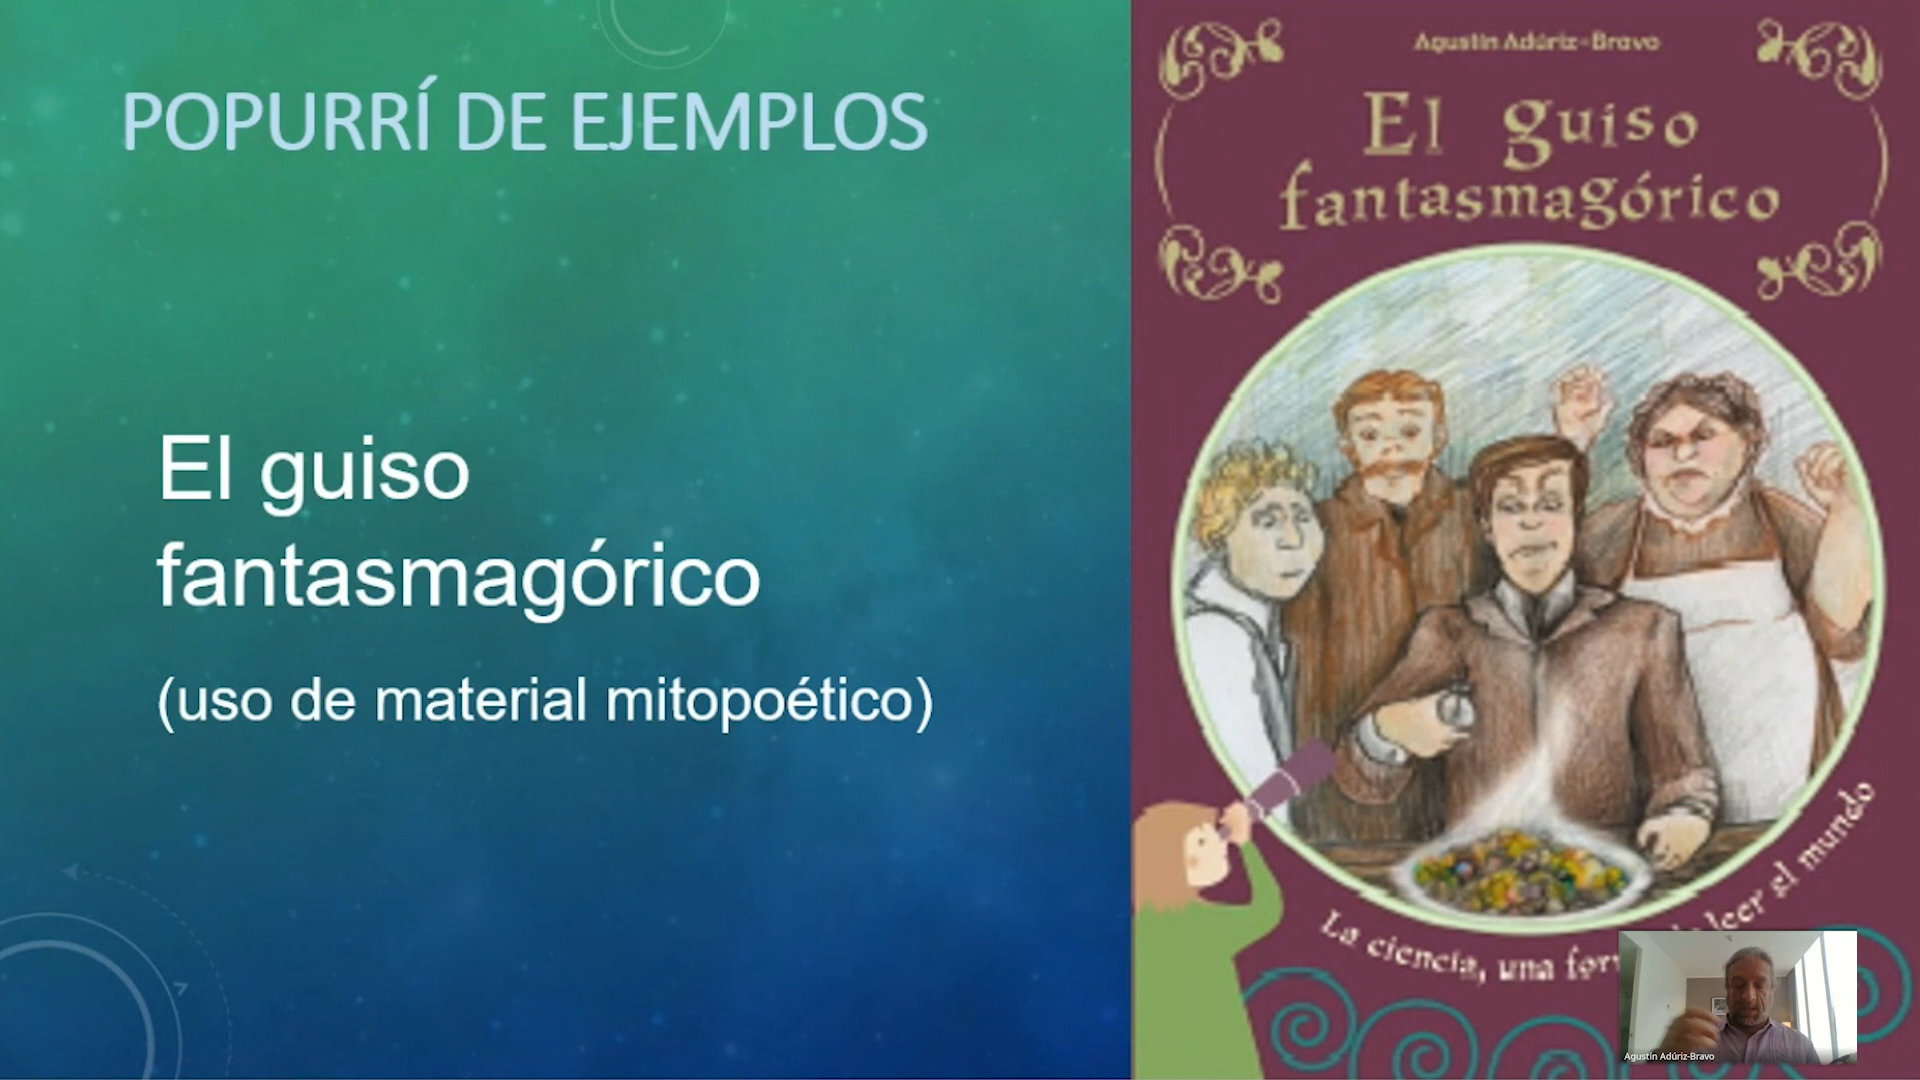 POPURRÍ DE EJEMPLOS
El guiso
fantasmagórico
(uso de material mitopoético)
Agustín Adúriz-Bravo
El guiso
fantasmagórico
La ciencia, una leer el mundo
Agustín Adúriz-Bravo